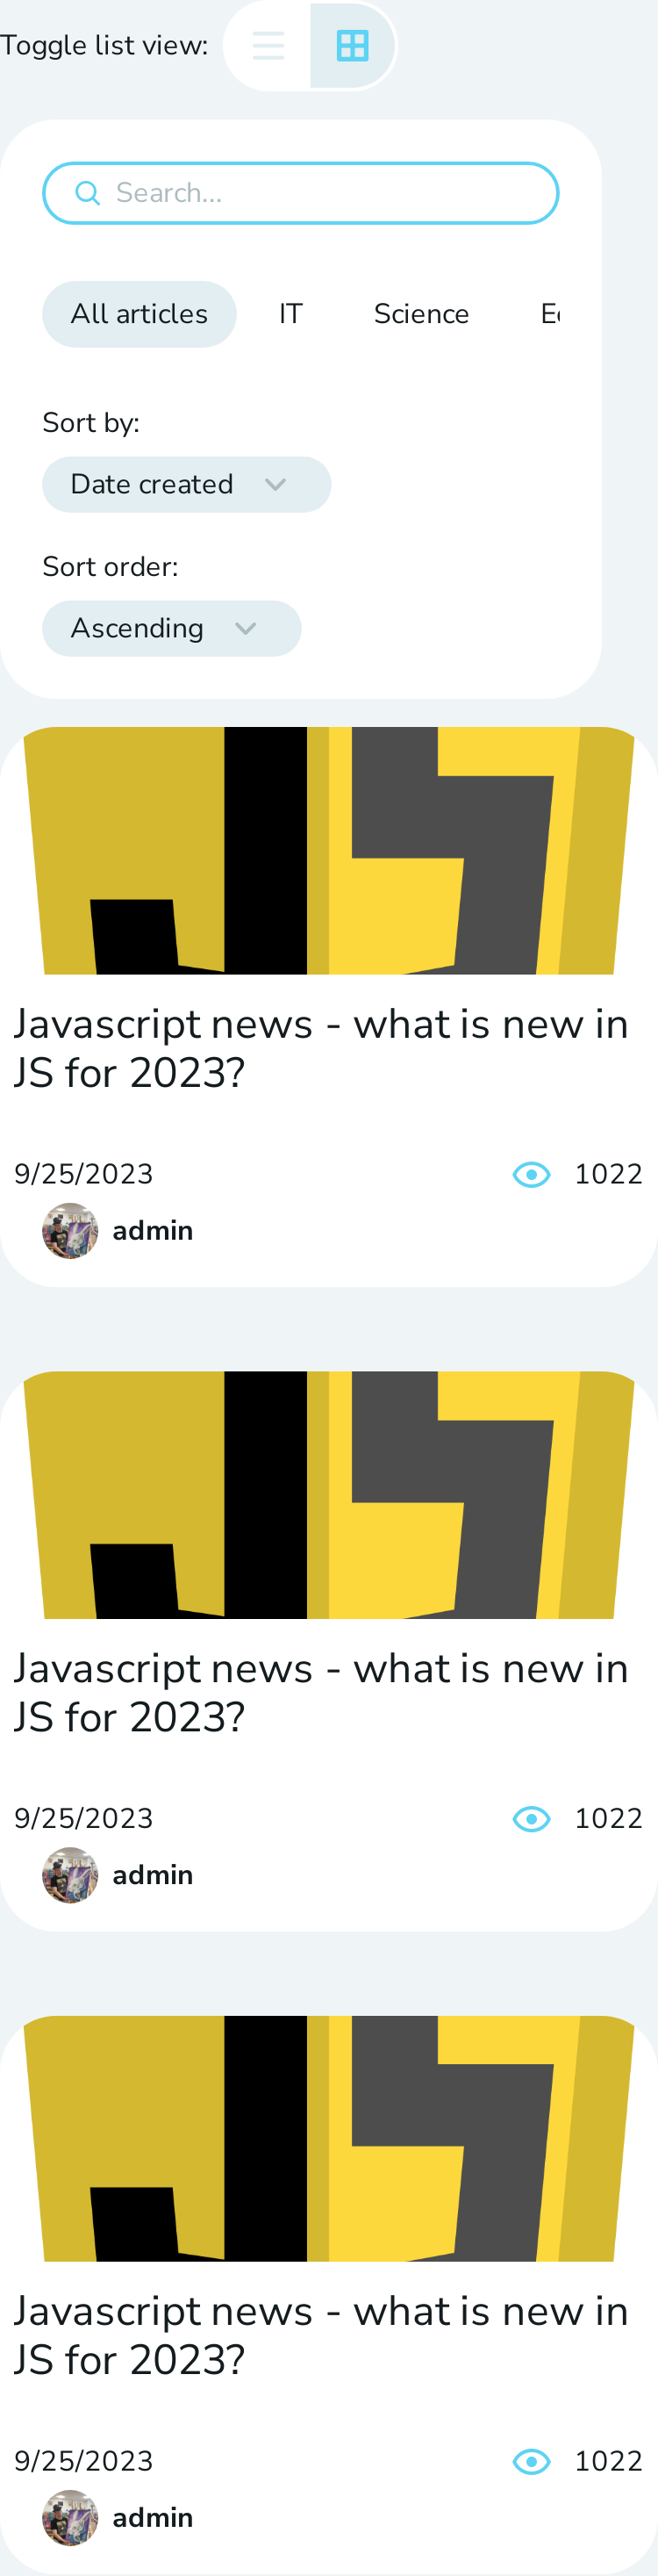 Toggle list view:
Search...
All articles IT Science
Sort by:
Date created
Sort order:
Ascending
JS
Javascript news - what is new in
JS for 2023?
9/25/2023 1022
admin
JS
Javascript news - what is new in
JS for 2023?
9/25/2023 1022
admin
JS
Javascript news - what is new in
JS for 2023?
9/25/2023 1022
admin